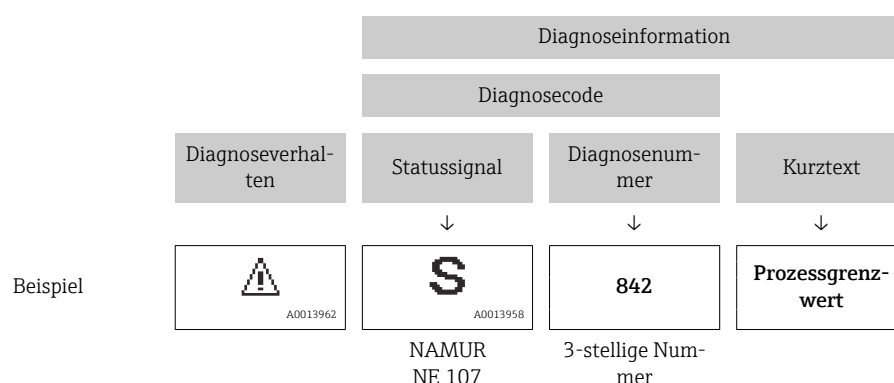 Diagnoseinformation
Diagnosecode
Diagnoseverhal-
ten
Statussignal
Diagnosenum-
mer
Kurztext
↓
↓
↓
Beispiel
A0013962
S
A0013958
842
Prozessgrenz-
wert
NAMUR
NE 107
3-stellige Num-
mer